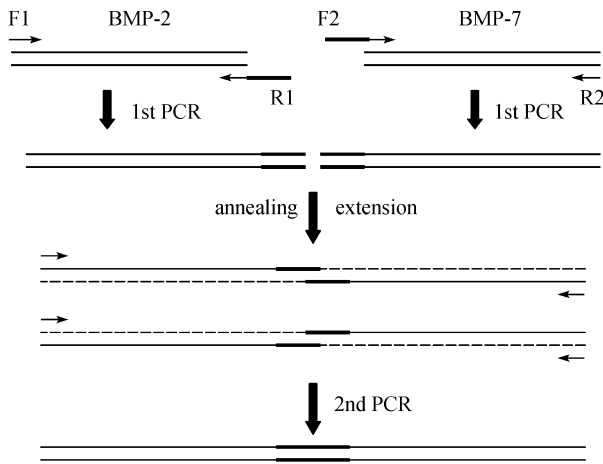 F1 BMP-2 F2 BMP-7
R1 R2
1st PCR 1st PCR
annealing extension
2nd PCR